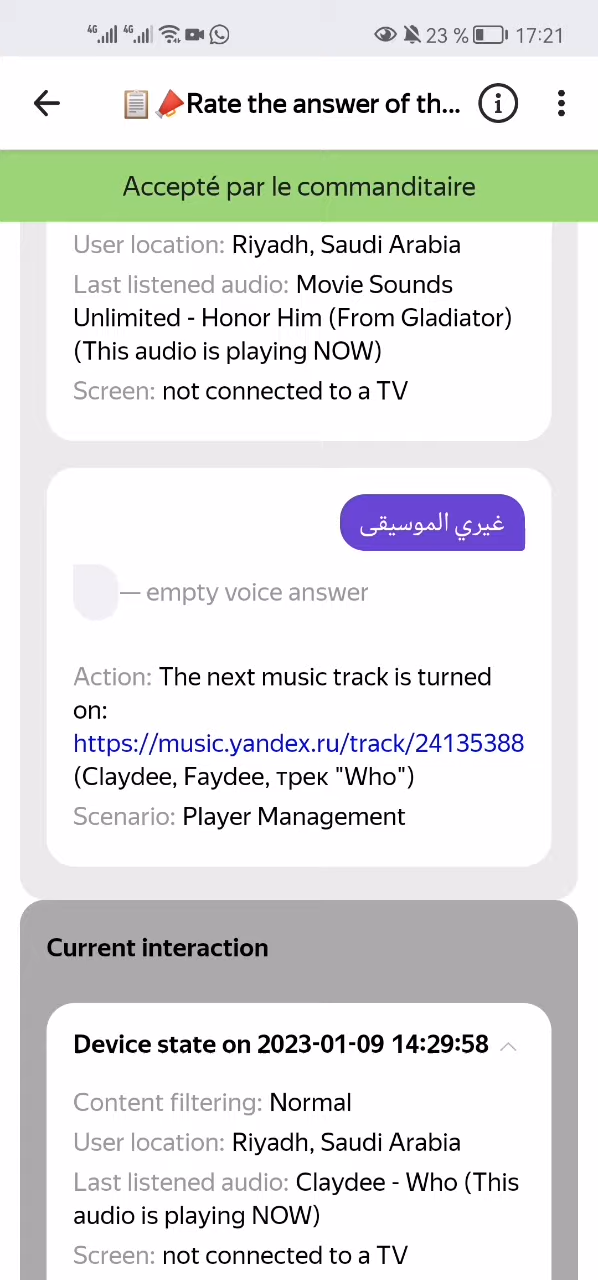 4G 4G 23 % 17:21
📋📣Rate the answer of th...
Accepté par le commanditaire
User location: Riyadh, Saudi Arabia
Last listened audio: Movie Sounds
Unlimited - Honor Him (From Gladiator)
(This audio is playing NOW)
Screen: not connected to a TV
غيري الموسيقى
— empty voice answer
Action: The next music track is turned
on:
https://music.yandex.ru/track/24135388
(Claydee, Faydee, трек "Who")
Scenario: Player Management
Current interaction
Device state on 2023-01-09 14:29:58
Content filtering: Normal
User location: Riyadh, Saudi Arabia
Last listened audio: Claydee - Who (This
audio is playing NOW)
Screen: not connected to a TV